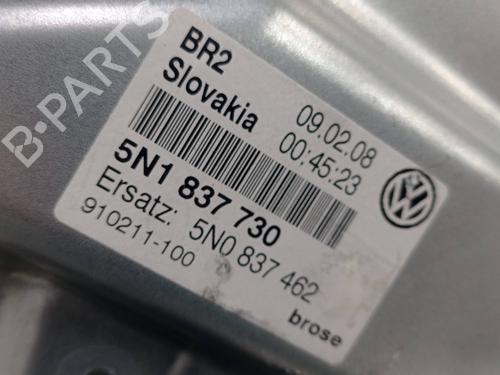 B-PARTS
BR2
Slovakia
09.02.08
00:45:23
5N1 837 730
Ersatz: 5N0 837 462
910211-100
brose